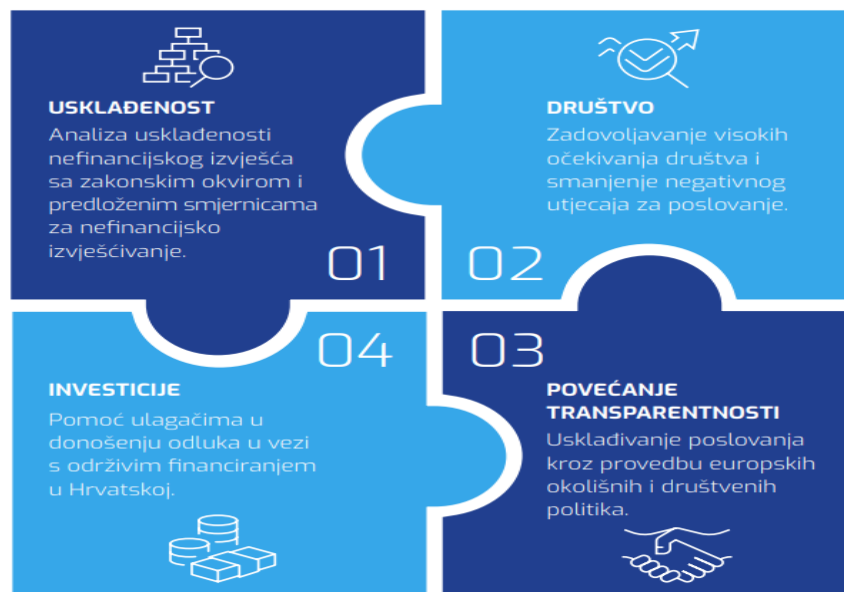 USKLAĐENOST
Analiza usklađenosti
nefinancijskog izvješća
sa zakonskim okvirom i
predloženim smjernicama
za nefinancijsko
izvješćivanje.
01
DRUŠTVO
Zadovoljavanje visokih
očekivanja društva i
smanjenje negativnog
utjecaja za poslovanje.
02
03
POVEĆANJE
TRANSPARENTNOSTI
Usklađivanje poslovanja
kroz provedbu europskih
okolišnih i društvenih
politika.
04
INVESTICIJE
Pomoć ulagačima u
donošenju odluka u vezi
s održivim financiranjem
u Hrvatskoj.